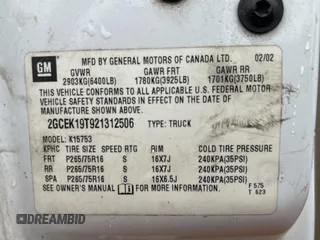 GM
MFD BY GENERAL MOTORS OF CANADA LTD. 02/02
GVWR GAWR FRT GAWR RR
2903KG(6400LB) 1780KG(3925LB) 1701KG(3750LB)
THIS VEHICLE CONFORMS TO ALL APPLICABLE U.S.
FEDERAL MOTOR VEHICLE SAFETY STANDARDS IN
EFFECT ON THE DATE OF
MANUFACTURE SHOWN ABOVE.
2GCEK19T921312506 TYPE: TRUCK
MODEL: K15753
KPHC TIRE SIZE SPEED RTG RIM COLD TIRE PRESSURE
FRT P265/75R16 S 16X7J 240KPA(35PSI)
RR P265/75R16 S 16X7J 240KPA(35PSI)
SPA P265/75R16 S 16X6.5J 240KPA(35PSI)
SEE OWNER'S MANUAL FOR ADDITIONAL INFORMATION
F 575
T 523
DREAMBID